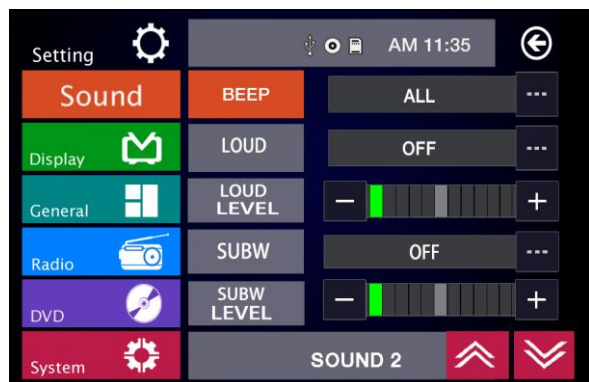 Setting
AM 11:35
Sound
BEEP
ALL
---
Display
LOUD
OFF
---
General
LOUD
LEVEL
−
+
Radio
SUBW
OFF
---
DVD
SUBW
LEVEL
−
+
System
SOUND 2